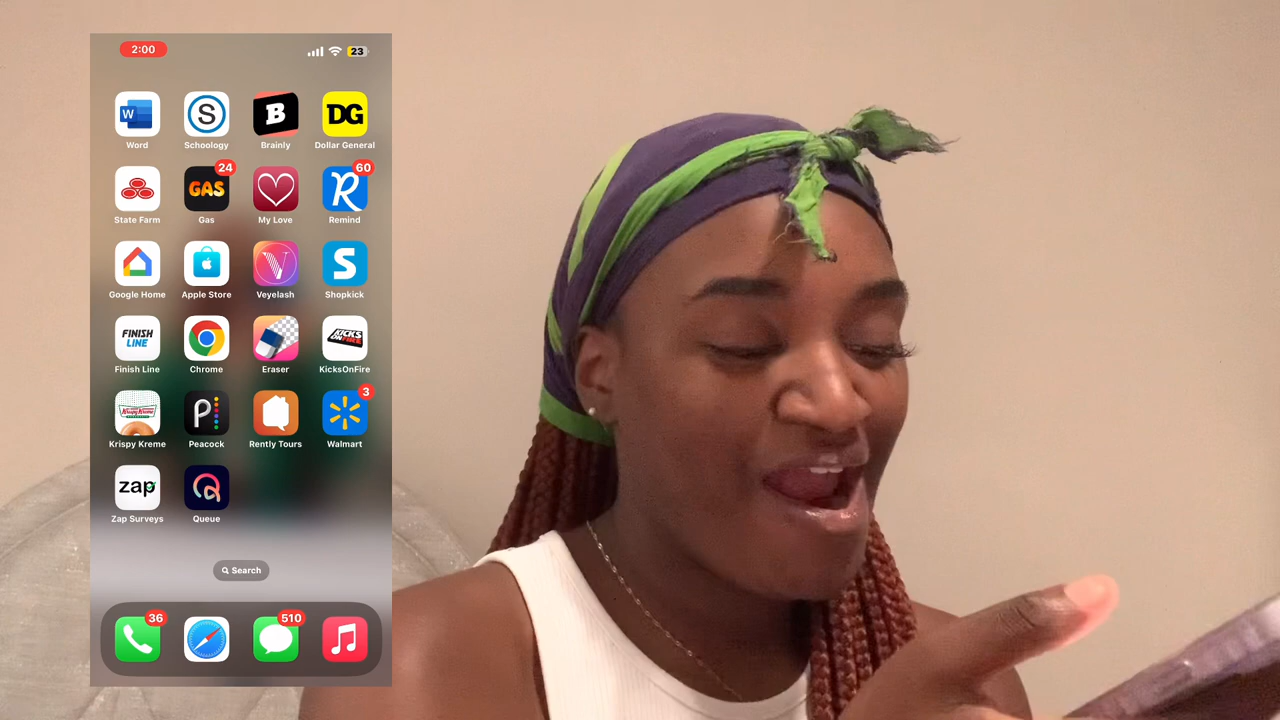 2:00
23
W
S
B
DG
Word
Schoology
Brainly
Dollar General
24
60
GAS
R
State Farm
Gas
My Love
Remind
V
S
Google Home
Apple Store
Veyelash
Shopkick
FINISH
LINE
KICKS
ONFIRE
Finish Line
Chrome
Eraser
KicksOnFire
3
Krispy Kreme
P
Krispy Kreme
Peacock
Rently Tours
Walmart
zap
Zap Surveys
Queue
Search
36
510